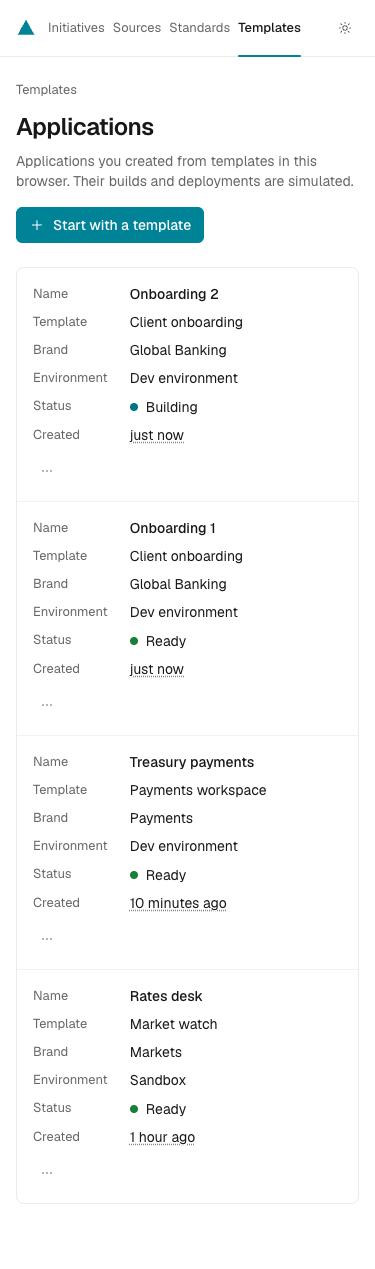 Initiatives Sources Standards Templates
Templates
Applications
Applications you created from templates in this
browser. Their builds and deployments are simulated.
+ Start with a template
Name Onboarding 2
Template Client onboarding
Brand Global Banking
Environment Dev environment
Status Building
Created just now
...
Name Onboarding 1
Template Client onboarding
Brand Global Banking
Environment Dev environment
Status Ready
Created just now
...
Name Treasury payments
Template Payments workspace
Brand Payments
Environment Dev environment
Status Ready
Created 10 minutes ago
...
Name Rates desk
Template Market watch
Brand Markets
Environment Sandbox
Status Ready
Created 1 hour ago
...